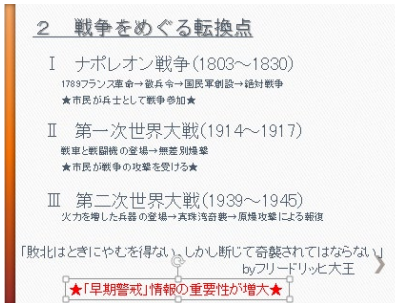 ２　戦争をめぐる転換点
Ⅰ　ナポレオン戦争(1803～1830)
1789フランス革命→徴兵令→国民軍創設→絶対戦争
★市民が兵士として戦争参加★
Ⅱ　第一次世界大戦(1914～1917)
戦車と戦闘機の登場→無差別爆撃
★市民が戦争の攻撃を受ける★
Ⅲ　第二次世界大戦(1939～1945)
火力を増した兵器の登場→真珠湾奇襲→原爆攻撃による報復
「敗北はときにやむを得ない、しかし断じて奇襲されてはならない」
byフリードリッヒ大王
★「早期警戒」情報の重要性が増大★